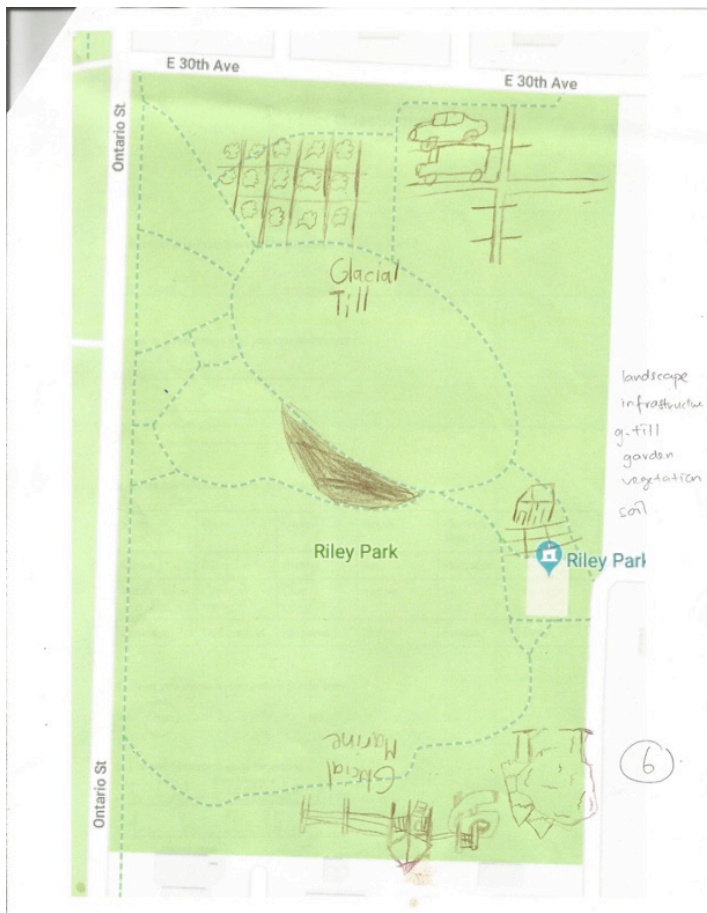 E 30th Ave
E 30th Ave
Ontario St
Glacial
Till
landscape
infrastructure
g-till
garden
vegetation
soil
Riley Park
Riley Park
Glacial
Marine
6
Ontario St